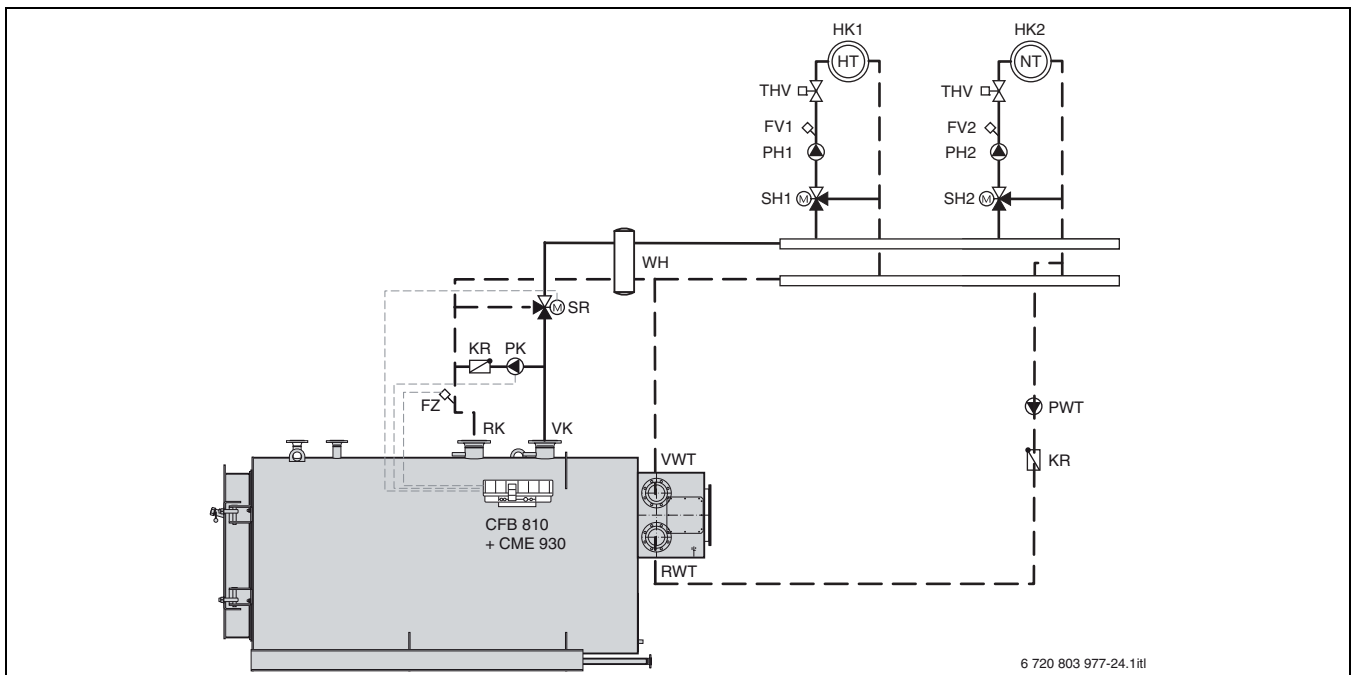 HK1
HK2
HT
NT
THV
THV
FV1
FV2
PH1
PH2
SH1
M
SH2
M
WH
M
SR
KR
PK
FZ
RK
VK
PWT
KR
VWT
CFB 810
+ CME 930
RWT
6 720 803 977-24.1itl